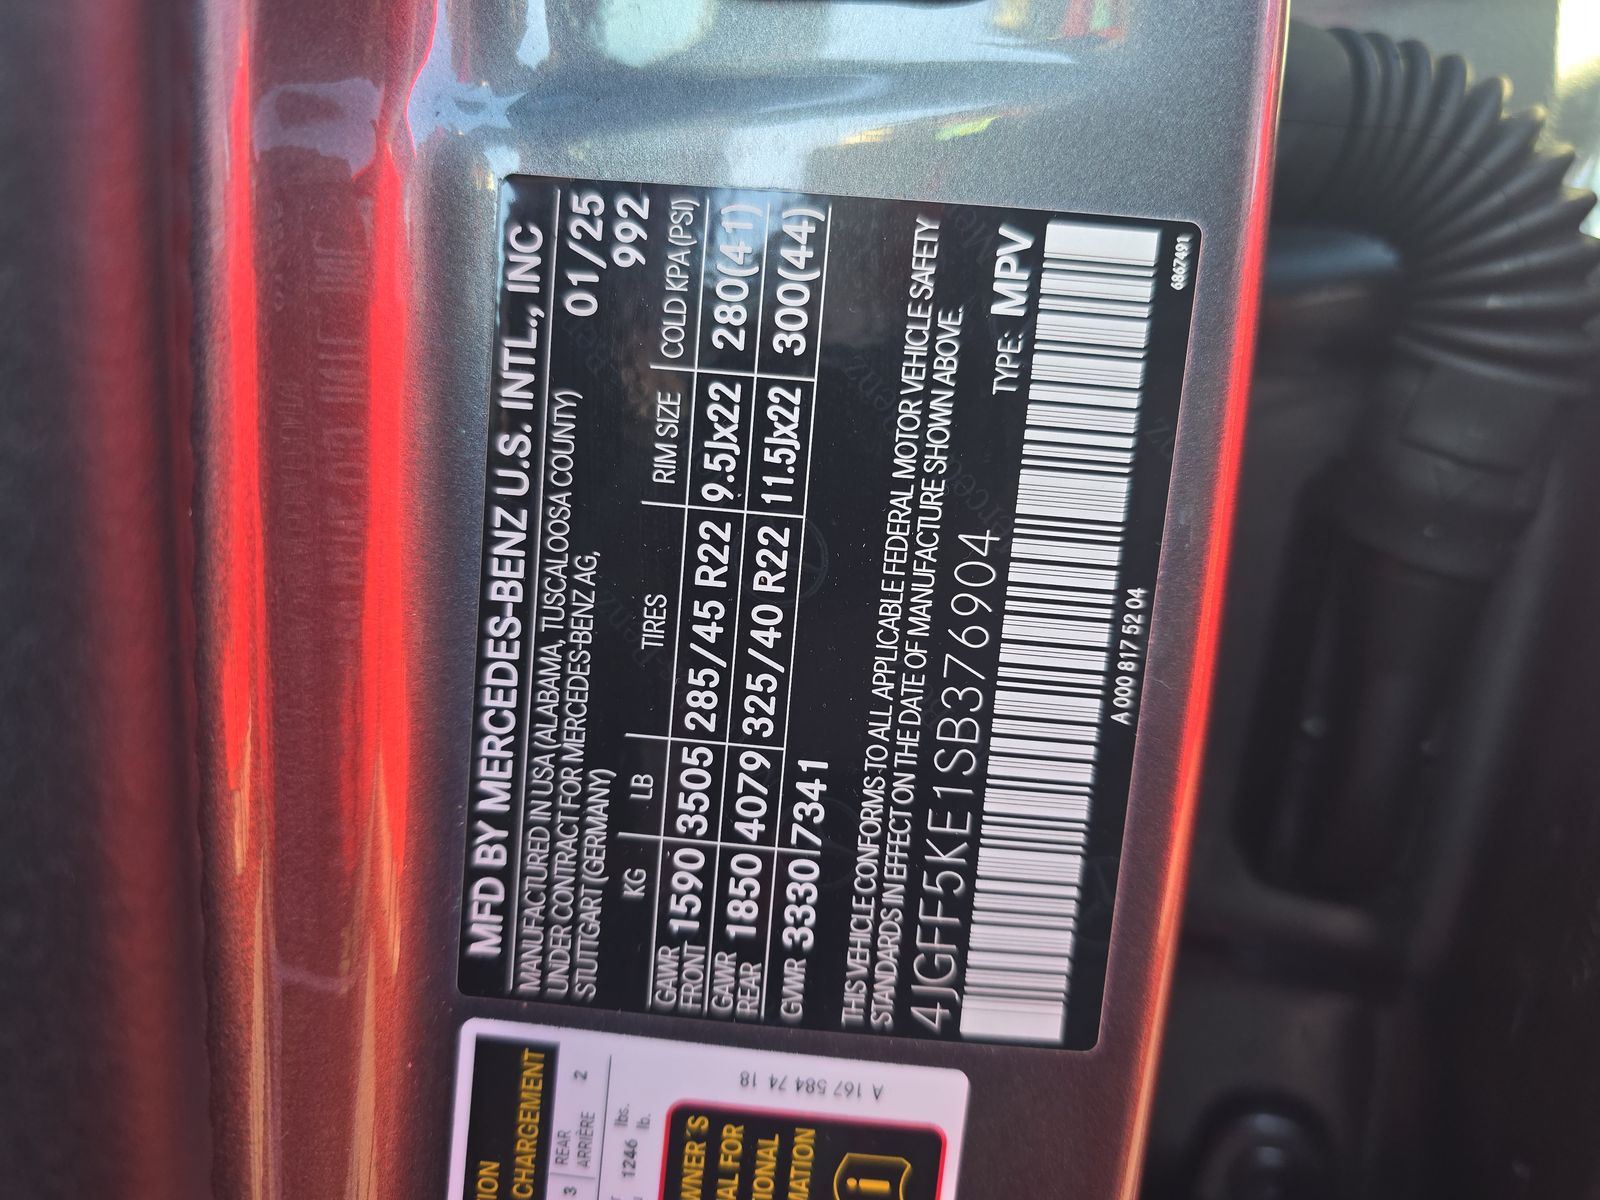 MFD BY MERCEDES-BENZ U.S. INTL., INC
MANUFACTURED IN USA (ALABAMA, TUSCALOOSA COUNTY) 01/25
UNDER CONTRACT FOR MERCEDES-BENZ AG, 992
STUTTGART (GERMANY)
KG LB TIRES RIM SIZE COLD KPA(PSI)
GAWR FRONT 1590 3505 285/45 R22 9.5Jx22 280(41)
GAWR REAR 1850 4079 325/40 R22 11.5Jx22 300(44)
GWWR 3330 7341
THIS VEHICLE CONFORMS TO ALL APPLICABLE FEDERAL MOTOR VEHICLE SAFETY
STANDARDS IN EFFECT ON THE DATE OF MANUFACTURE SHOWN ABOVE.
4JGFF5KE1SB376904 TYPE: MPV
A 000 817 52 04
6867491
CHARGEMENT
3 REAR ARRIÈRE 2
1246 lbs.
lb.
A 167 584 74 18